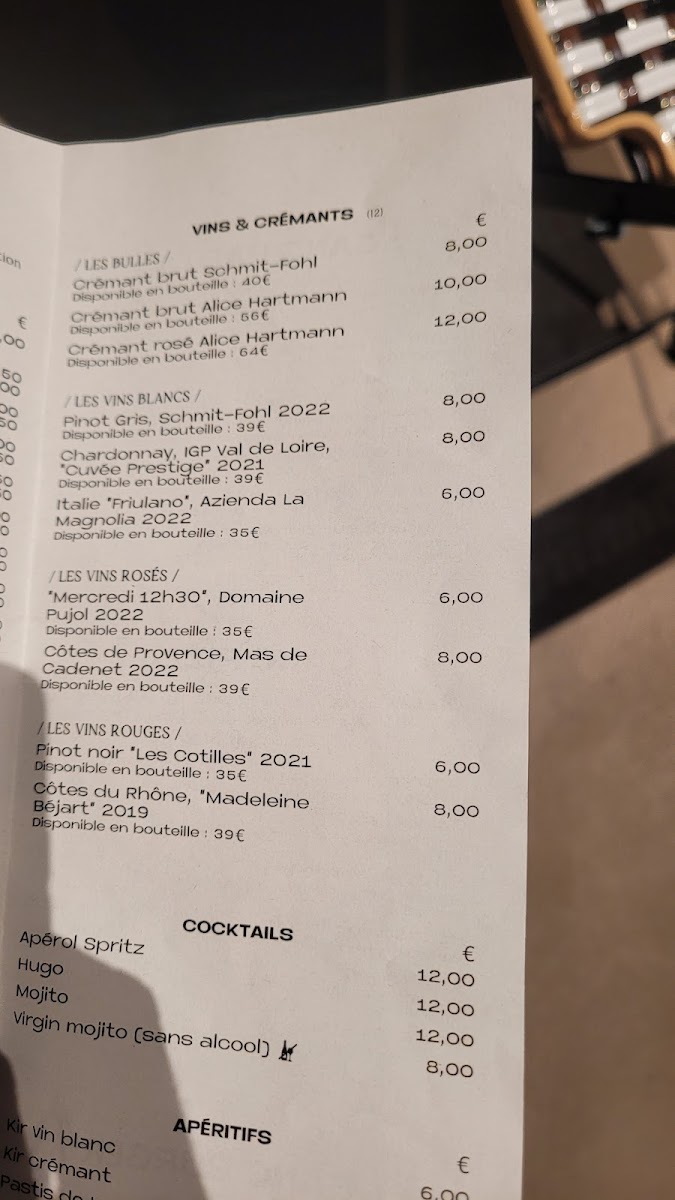 VINS & CRÉMANTS (12)
€
/ LES BULLES /
Crémant brut Schmit-Fohl 8,00
Disponible en bouteille : 40€
Crémant brut Alice Hartmann 10,00
Disponible en bouteille : 56€
Crémant rosé Alice Hartmann 12,00
Disponible en bouteille : 64€
/ LES VINS BLANCS /
Pinot Gris, Schmit-Fohl 2022 8,00
Disponible en bouteille : 39€
Chardonnay, IGP Val de Loire, 8,00
"Cuvée Prestige" 2021
Disponible en bouteille : 39€
Italie "Friulano", Azienda La 6,00
Magnolia 2022
Disponible en bouteille : 35€
/ LES VINS ROSÉS /
"Mercredi 12h30", Domaine 6,00
Pujol 2022
Disponible en bouteille : 35€
Côtes de Provence, Mas de 8,00
Cadenet 2022
Disponible en bouteille : 39€
/ LES VINS ROUGES /
Pinot noir "Les Cotilles" 2021 6,00
Disponible en bouteille : 35€
Côtes du Rhône, "Madeleine 8,00
Béjart" 2019
Disponible en bouteille : 39€
COCKTAILS
€
Apérol Spritz 12,00
Hugo 12,00
Mojito 12,00
Virgin mojito (sans alcool) 8,00
APÉRITIFS
€
Kir vin blanc 6,00
Kir crémant
Pastis de